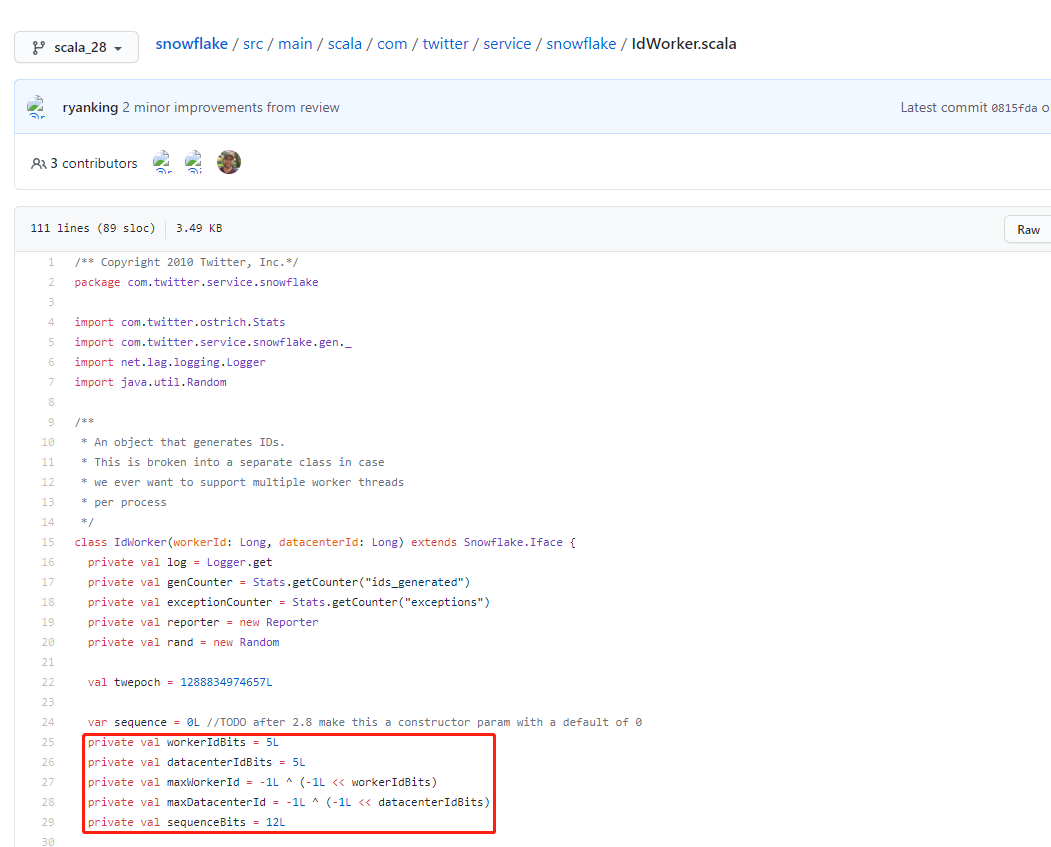 scala_28
snowflake / src / main / scala / com / twitter / service / snowflake / IdWorker.scala
ryanking 2 minor improvements from review
Latest commit 0815fda o
3 contributors
111 lines (89 sloc) 3.49 KB
Raw
1 /** Copyright 2010 Twitter, Inc.*/
2 package com.twitter.service.snowflake
3
4 import com.twitter.ostrich.Stats
5 import com.twitter.service.snowflake.gen._
6 import net.lag.logging.Logger
7 import java.util.Random
8
9 /**
10 * An object that generates IDs.
11 * This is broken into a separate class in case
12 * we ever want to support multiple worker threads
13 * per process
14 */
15 class IdWorker(workerId: Long, datacenterId: Long) extends Snowflake.Iface {
16 private val log = Logger.get
17 private val genCounter = Stats.getCounter("ids_generated")
18 private val exceptionCounter = Stats.getCounter("exceptions")
19 private val reporter = new Reporter
20 private val rand = new Random
21
22 val twepoch = 1288834974657L
23
24 var sequence = 0L //TODO after 2.8 make this a constructor param with a default of 0
25 private val workerIdBits = 5L
26 private val datacenterIdBits = 5L
27 private val maxWorkerId = -1L ^ (-1L << workerIdBits)
28 private val maxDatacenterId = -1L ^ (-1L << datacenterIdBits)
29 private val sequenceBits = 12L
30